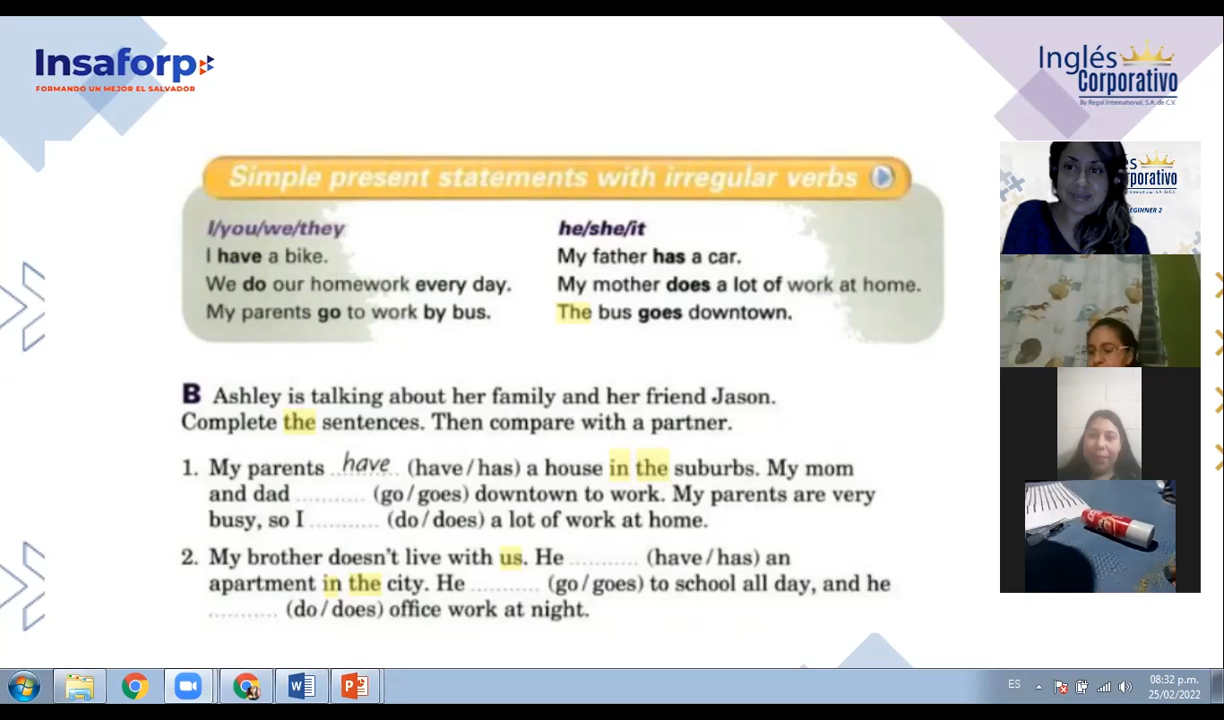 Insaforp
FORMANDO UN MEJOR EL SALVADOR
Inglés
Corporativo
By Regal International, S.A. de C.V.
Simple present statements with irregular verbs
I/you/we/they
I have a bike.
We do our homework every day.
My parents go to work by bus.
he/she/it
My father has a car.
My mother does a lot of work at home.
The bus goes downtown.
B Ashley is talking about her family and her friend Jason.
Complete the sentences. Then compare with a partner.
1. My parents have (have/has) a house in the suburbs. My mom
and dad .......... (go/goes) downtown to work. My parents are very
busy, so I .......... (do/does) a lot of work at home.
2. My brother doesn't live with us. He .......... (have/has) an
apartment in the city. He .......... (go/goes) to school all day, and he
.......... (do/does) office work at night.
BEGINNER 2
ES
08:32 p.m.
25/02/2022